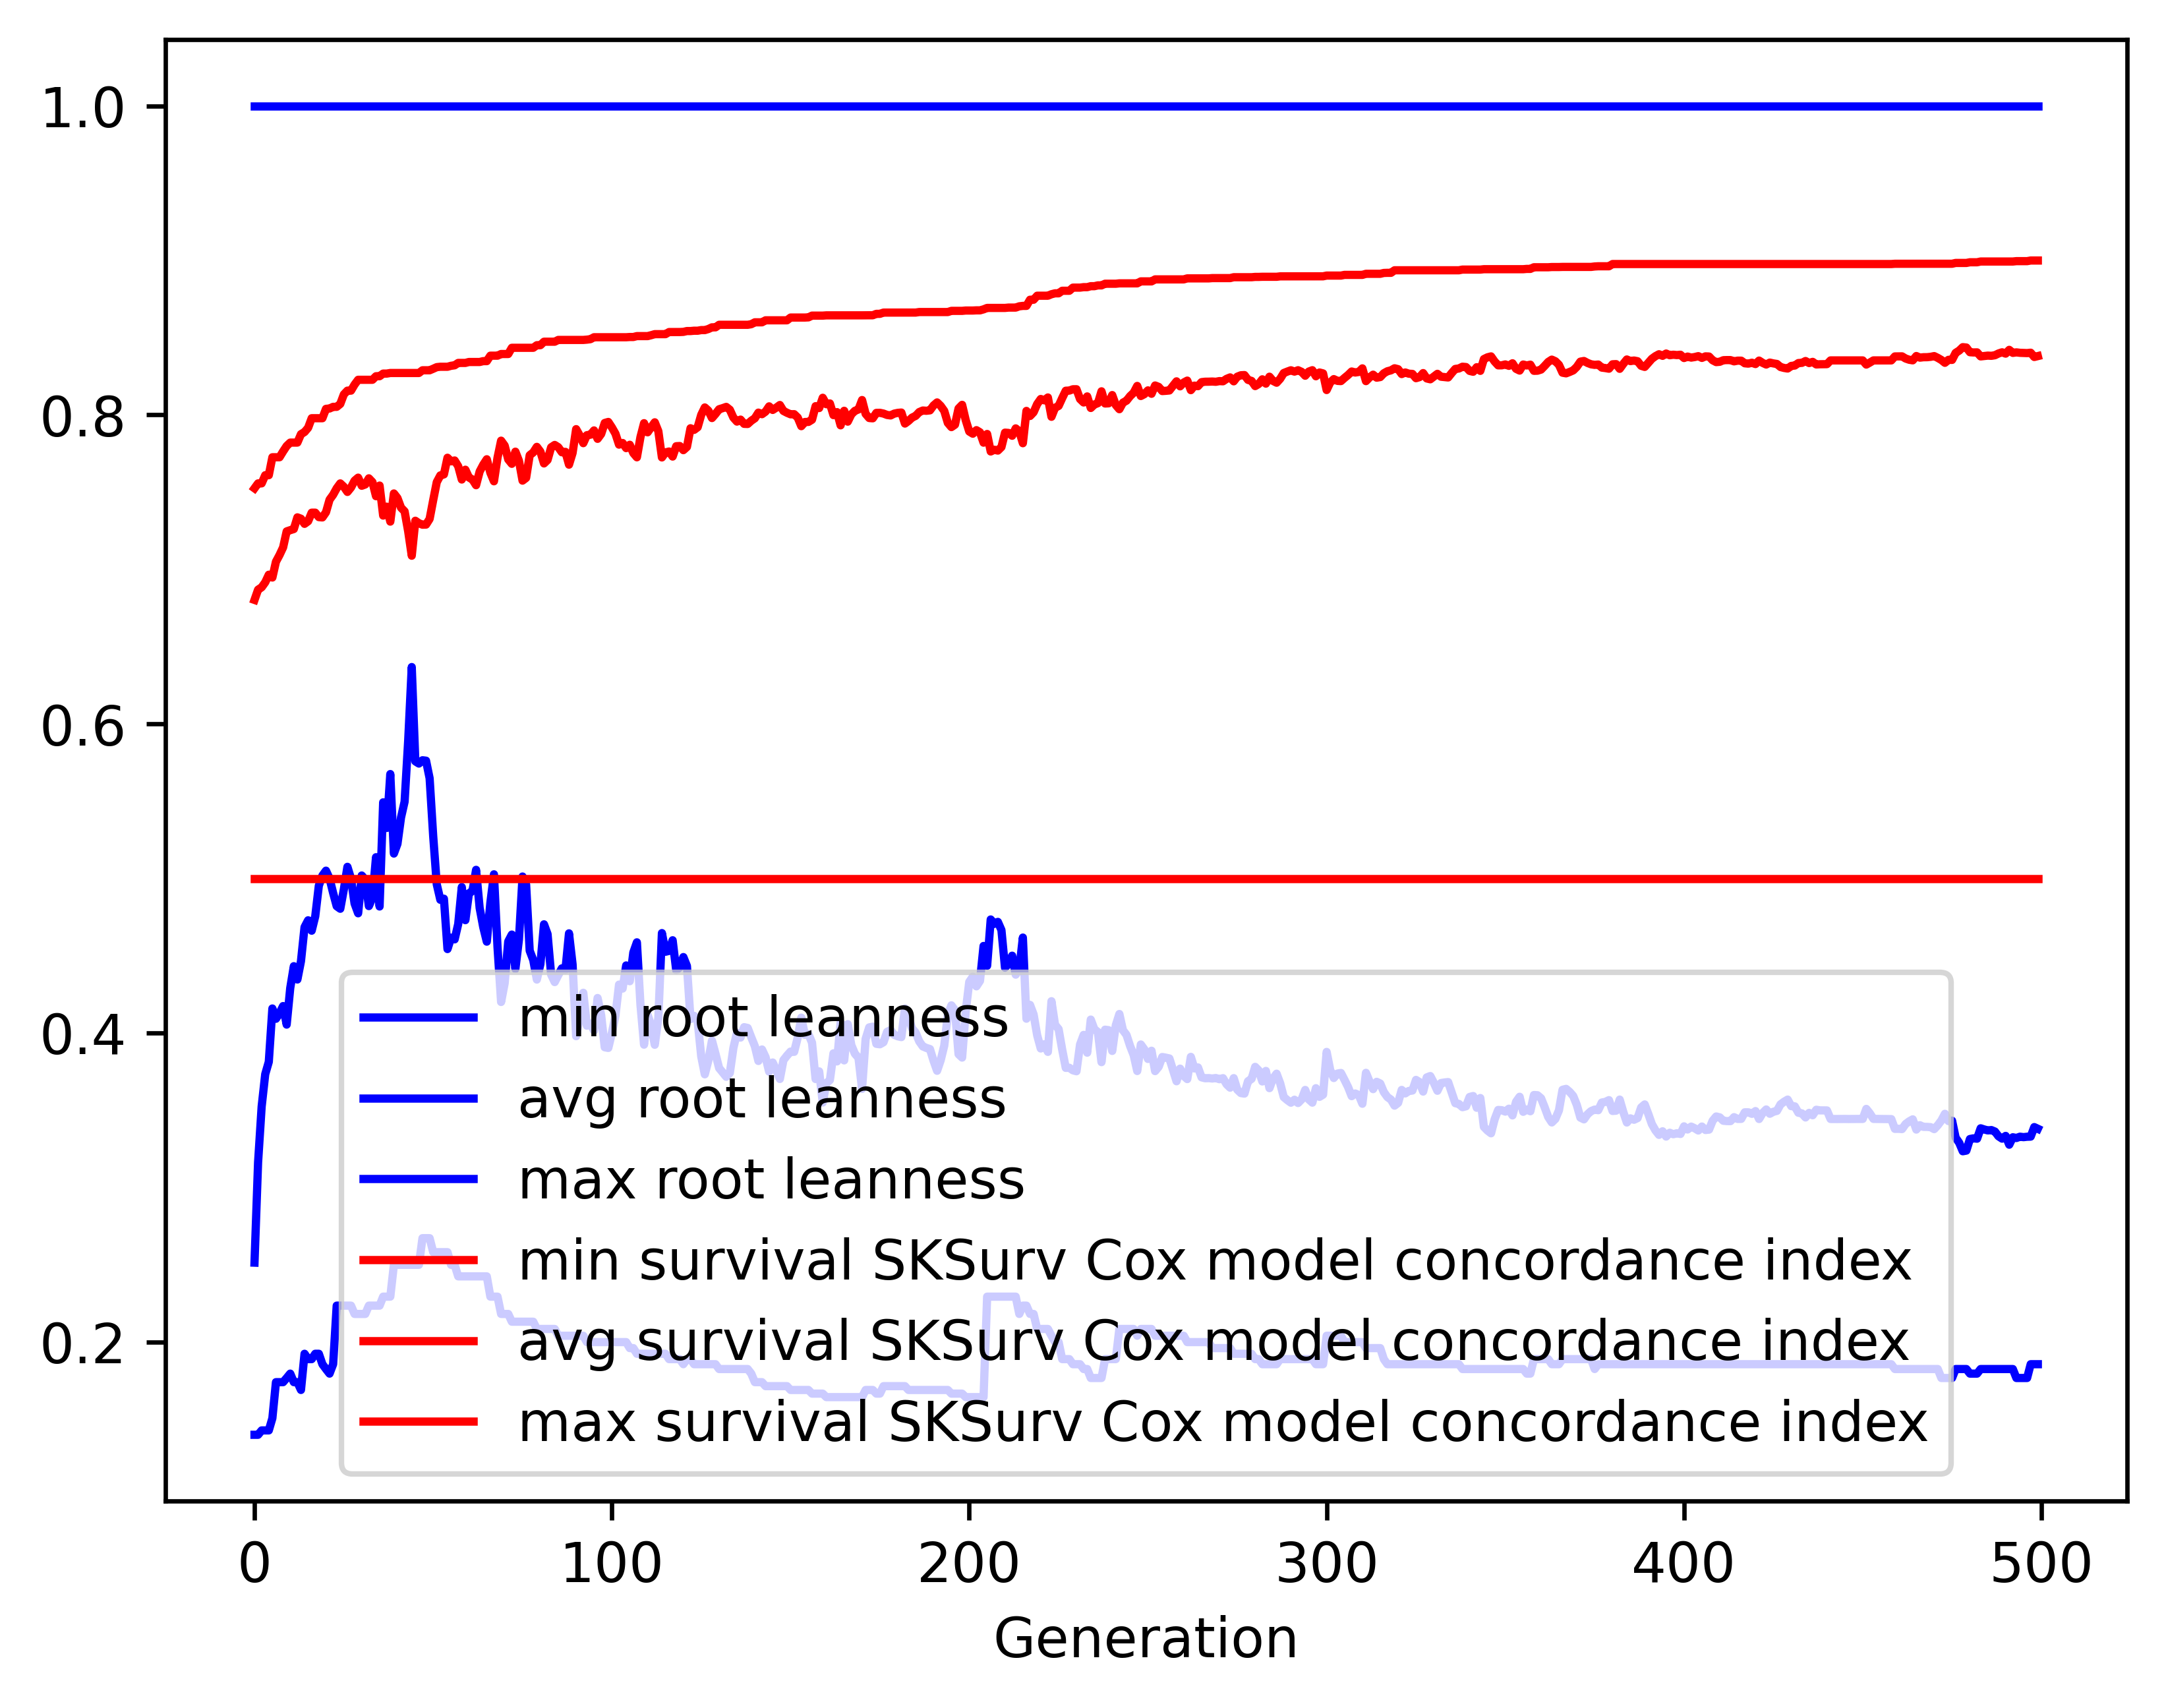 1.0
0.8
0.6
0.4
0.2
min root leanness
avg root leanness
max root leanness
min survival SKSurv Cox model concordance index
avg survival SKSurv Cox model concordance index
max survival SKSurv Cox model concordance index
0 100 200 300 400 500
Generation